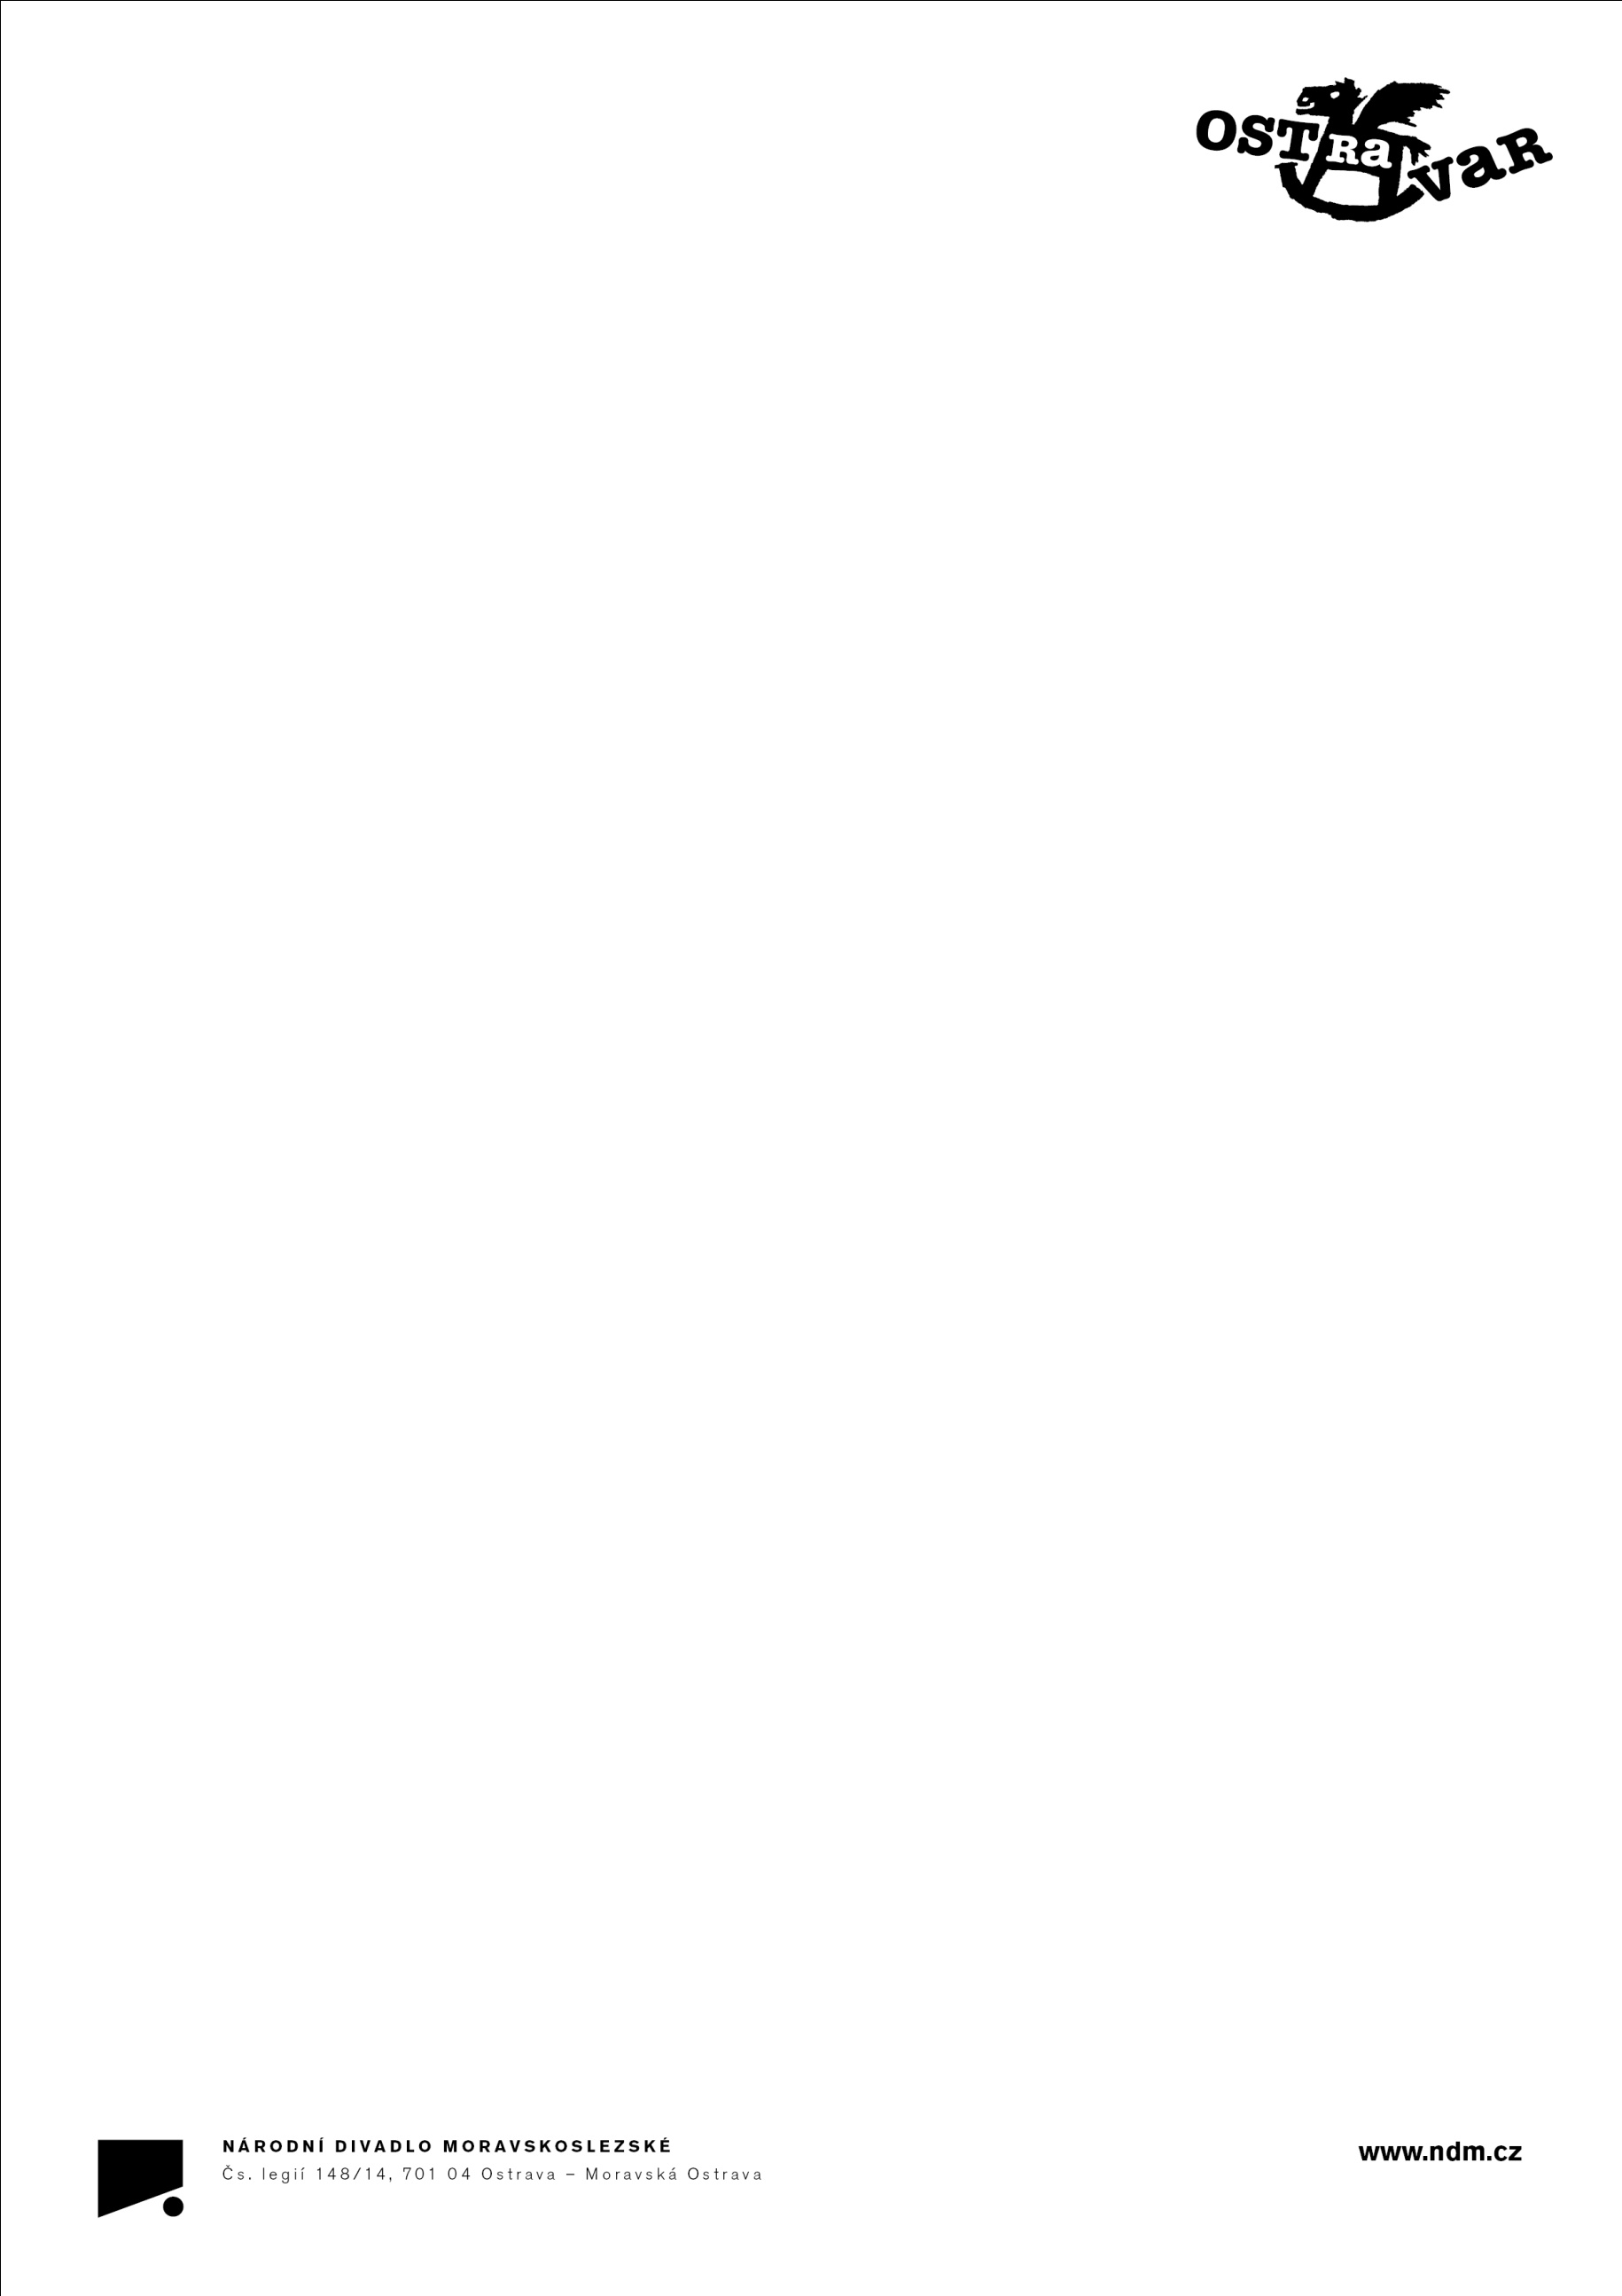 OSTRaVaR
NÁRODNÍ DIVADLO MORAVSKOSLEZSKÉ
Čs. legií 148/14, 701 04 Ostrava – Moravská Ostrava
www.ndm.cz